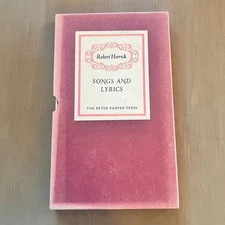 Robert Herrick
SONGS AND
LYRICS
THE PETER PAUPER PRESS